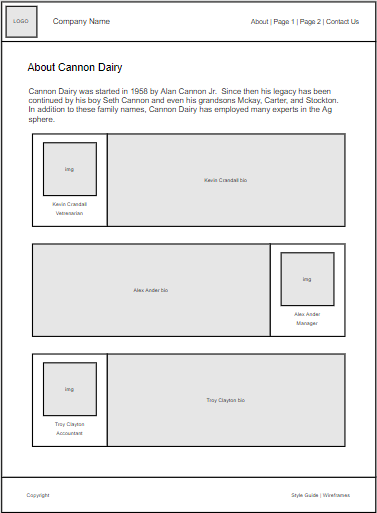 LOGO
Company Name
About | Page 1 | Page 2 | Contact Us
About Cannon Dairy
Cannon Dairy was started in 1958 by Alan Cannon Jr. Since then his legacy has been
continued by his boy Seth Cannon and even his grandsons Mckay, Carter, and Stockton.
In addition to these family names, Cannon Dairy has employed many experts in the Ag
sphere.
img
Kevin Crandall
Vetrenarian
Kevin Crandall bio
Alex Ander bio
img
Alex Ander
Manager
img
Troy Clayton
Accountant
Troy Clayton bio
Copyright
Style Guide | Wireframes